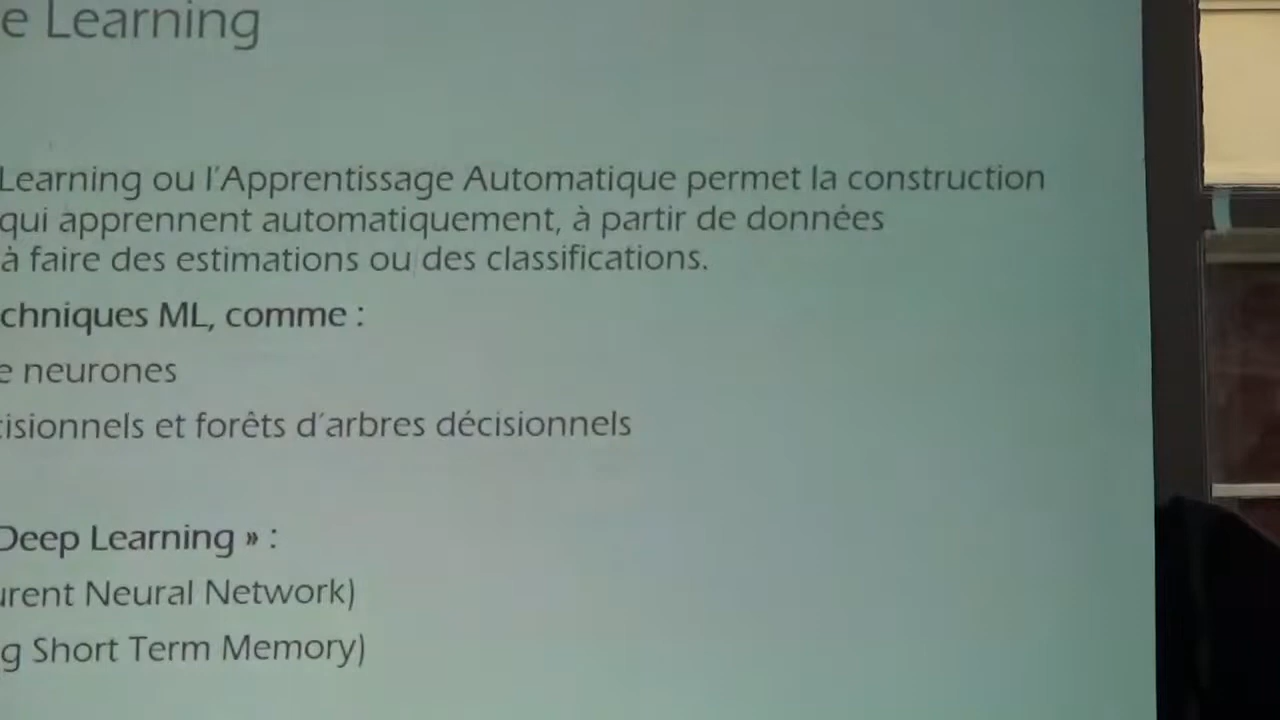 e Learning
Learning ou l'Apprentissage Automatique permet la construction
qui apprennent automatiquement, à partir de données
à faire des estimations ou des classifications.
chniques ML, comme :
e neurones
cisionnels et forêts d'arbres décisionnels
Deep Learning » :
urrent Neural Network)
g Short Term Memory)